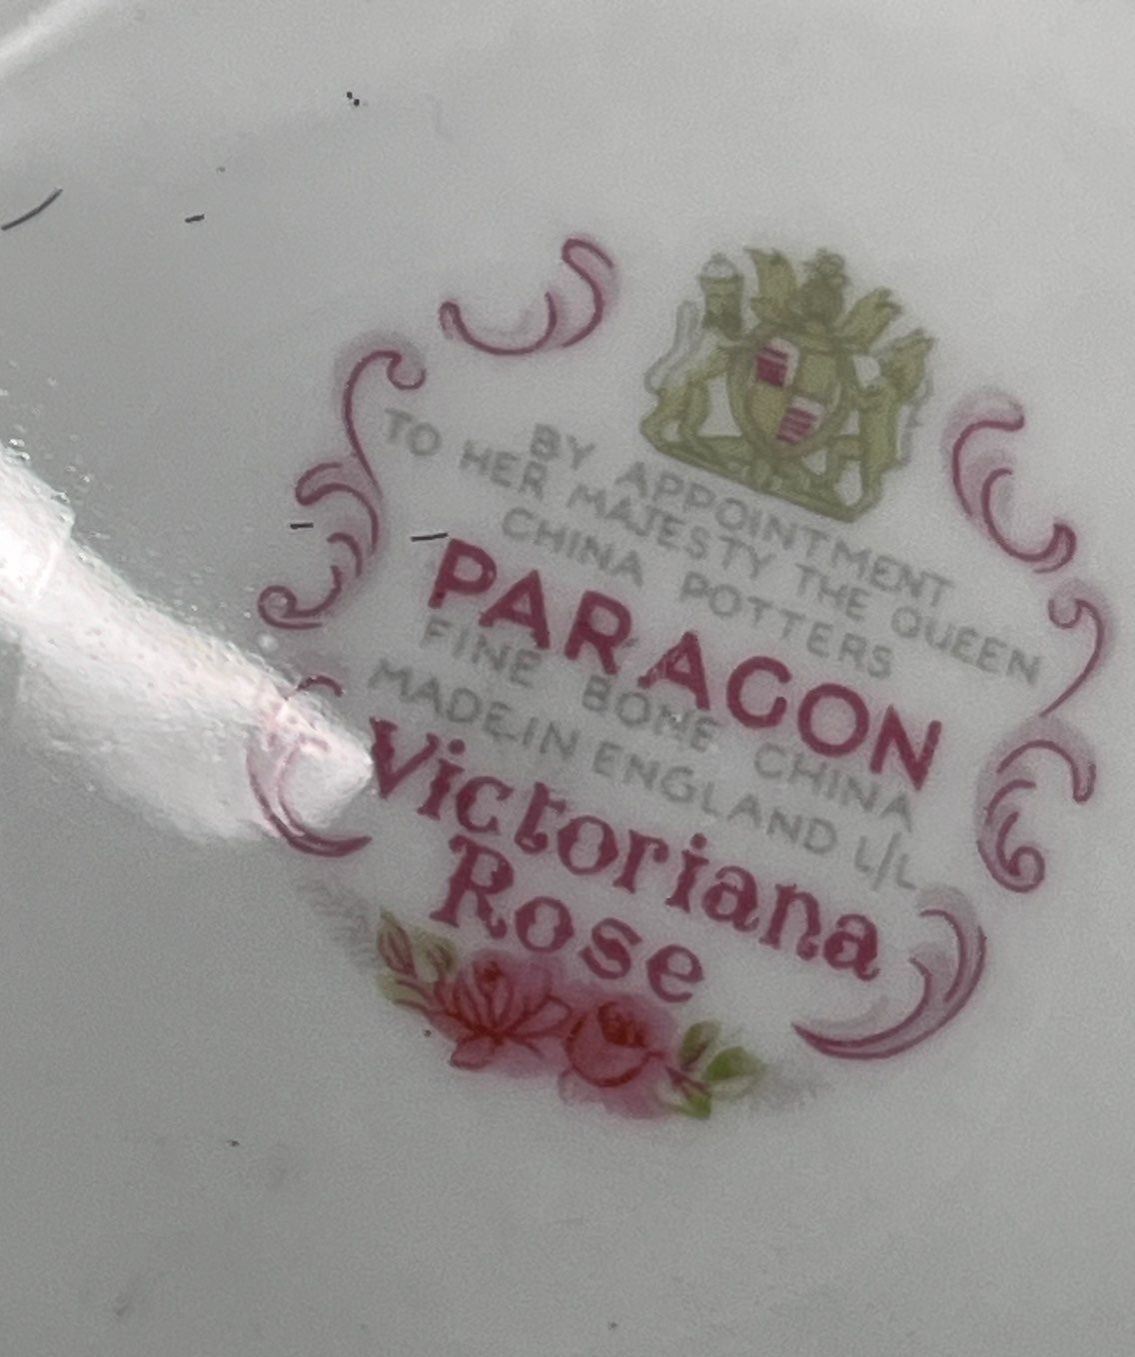 BY APPOINTMENT
TO HER MAJESTY THE QUEEN
CHINA POTTERS
PARAGON
FINE BONE CHINA
MADE IN ENGLAND L/L
Victoriana
Rose